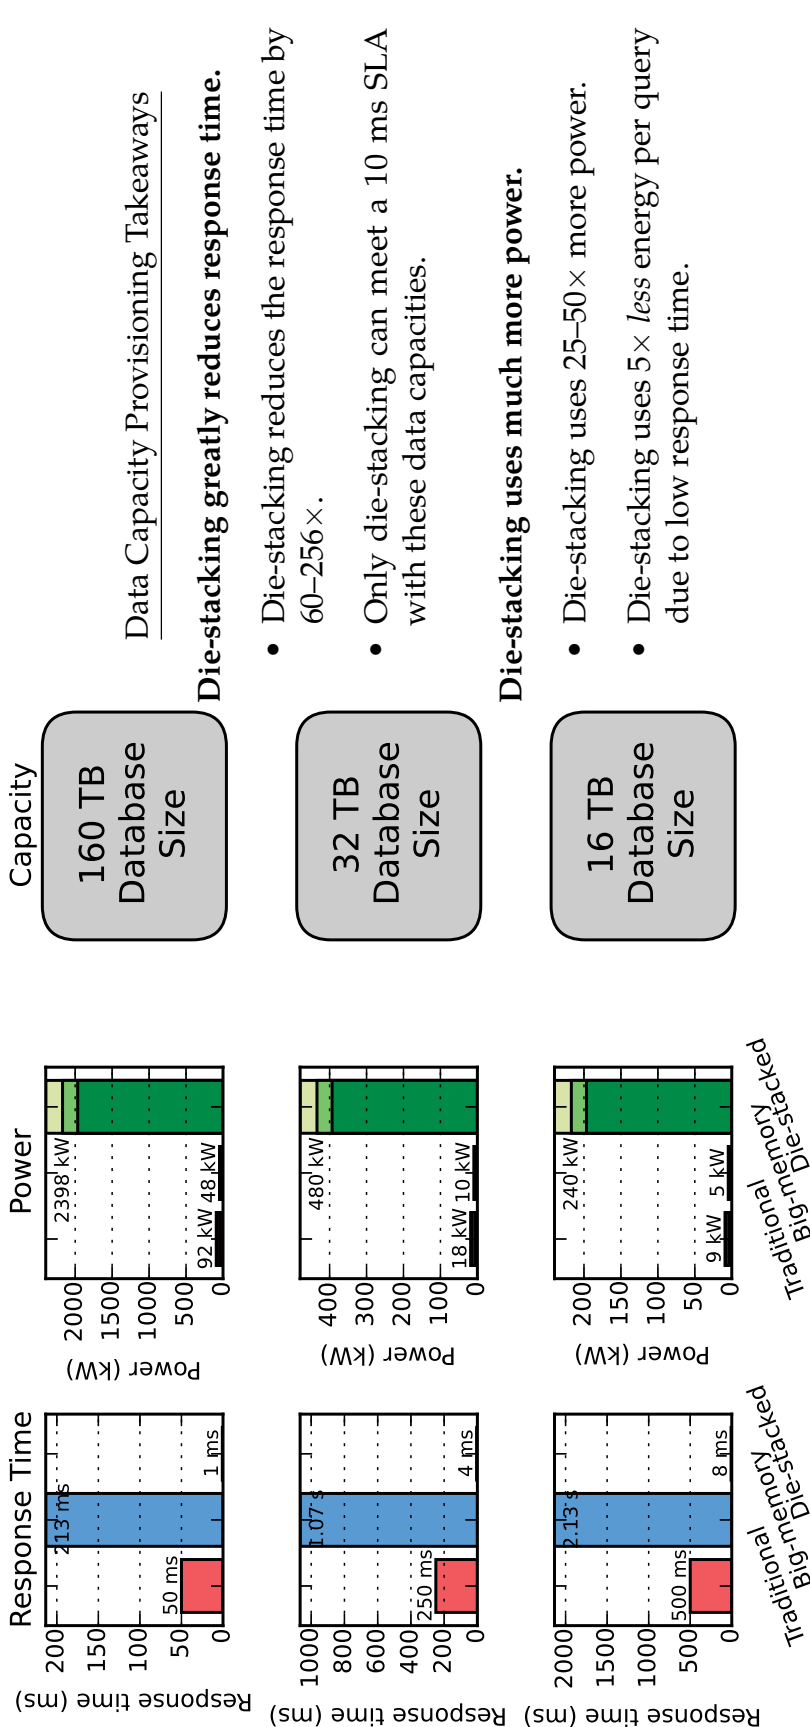 Response Time
Power
Capacity
Response time (ms)
200
150
100
50
0
50 ms
213 ms
1 ms
Power (kW)
2000
1500
1000
500
0
92 kW
48 kW
2398 kW
160 TB
Database
Size
Response time (ms)
1000
800
600
400
200
0
250 ms
1.07 s
4 ms
Power (kW)
400
300
200
100
0
18 kW
10 kW
480 kW
32 TB
Database
Size
Response time (ms)
2000
1500
1000
500
0
500 ms
2.13 s
8 ms
Traditional
Big-memory
Die-stacked
Power (kW)
200
150
100
50
0
9 kW
5 kW
240 kW
Traditional
Big-memory
Die-stacked
16 TB
Database
Size
Data Capacity Provisioning Takeaways
Die-stacking greatly reduces response time.
• Die-stacking reduces the response time by
60–256×.
• Only die-stacking can meet a 10 ms SLA
with these data capacities.
Die-stacking uses much more power.
• Die-stacking uses 25–50× more power.
• Die-stacking uses 5× less energy per query
due to low response time.